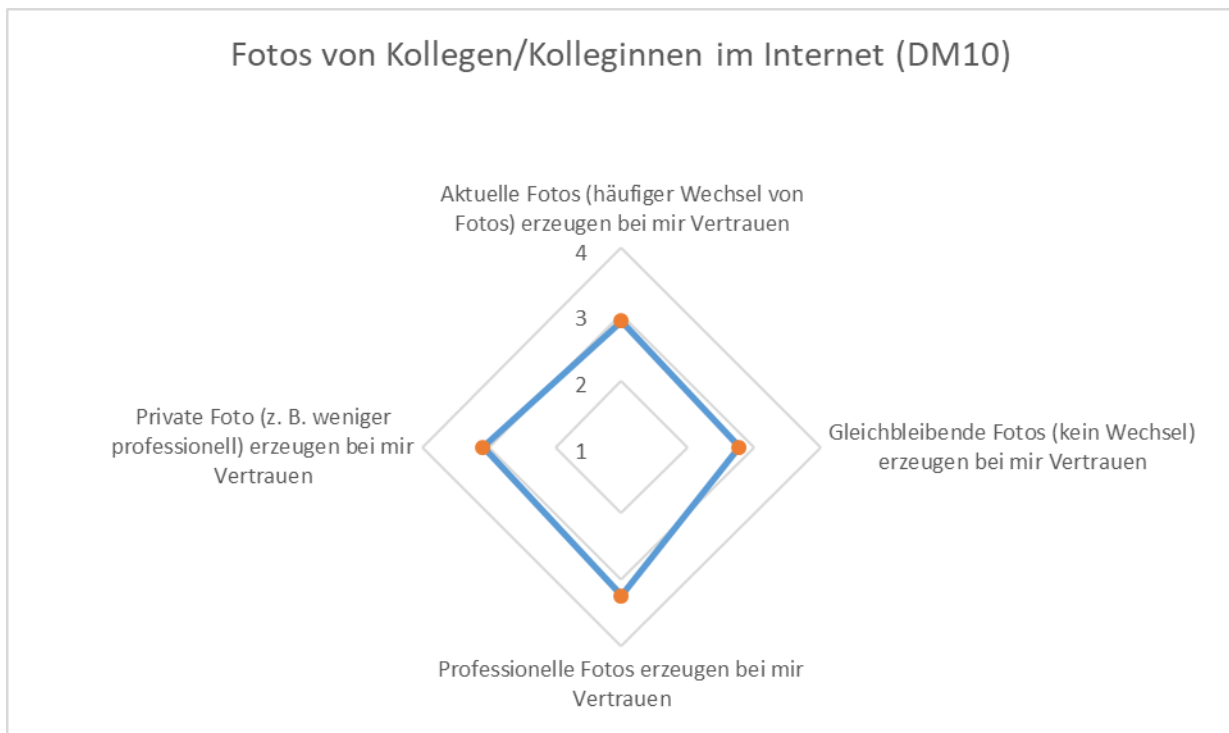 Fotos von Kollegen/Kolleginnen im Internet (DM10)
Aktuelle Fotos (häufiger Wechsel von
Fotos) erzeugen bei mir Vertrauen
4
3
2
1
Private Foto (z. B. weniger
professionell) erzeugen bei mir
Vertrauen
Gleichbleibende Fotos (kein Wechsel)
erzeugen bei mir Vertrauen
Professionelle Fotos erzeugen bei mir
Vertrauen